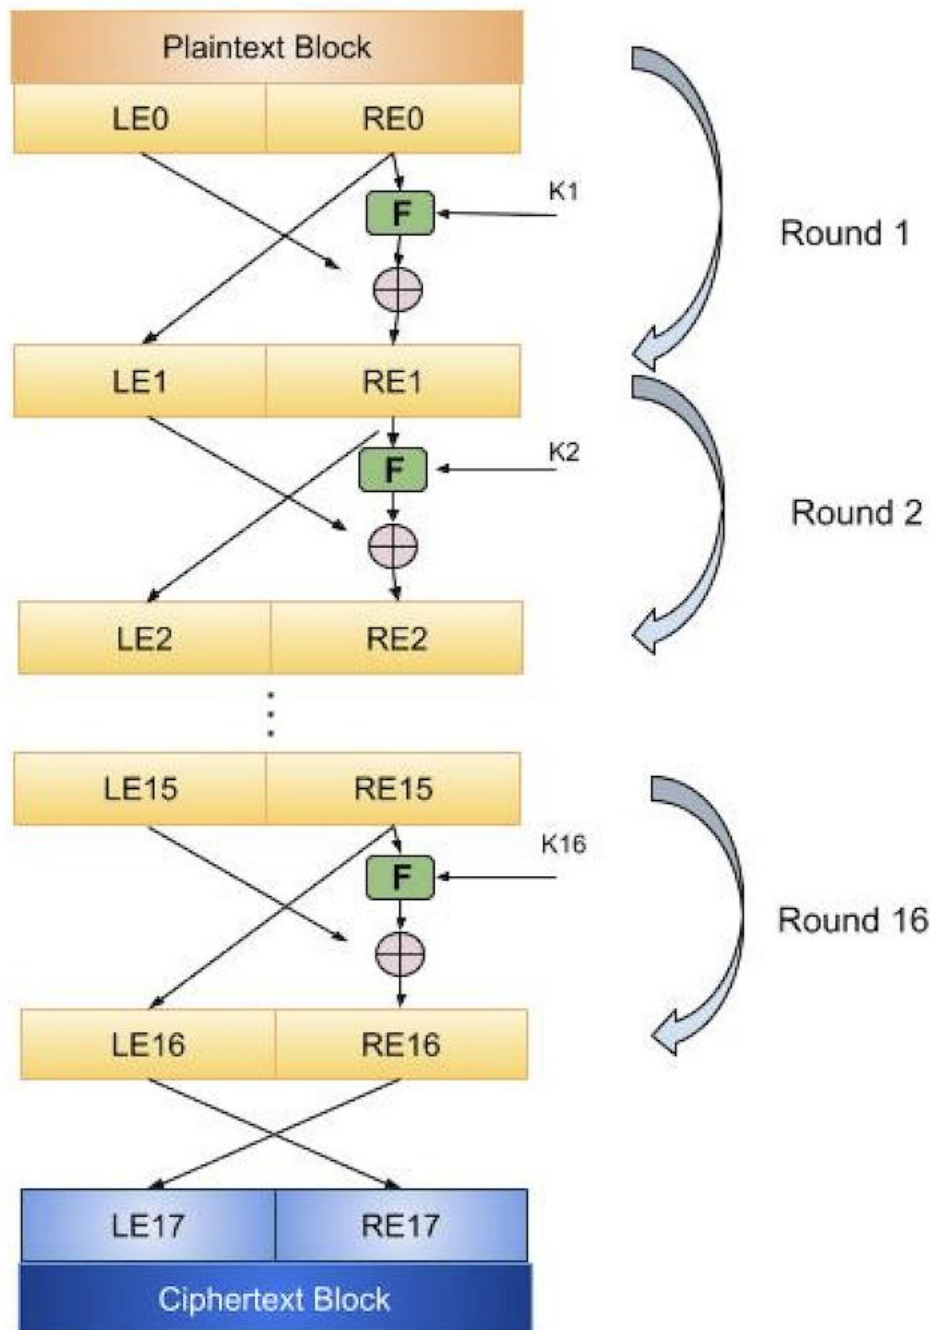 Plaintext Block
LE0 RE0
K1
F
Round 1
LE1 RE1
K2
F
Round 2
LE2 RE2
LE15 RE15
K16
F
Round 16
LE16 RE16
LE17 RE17
Ciphertext Block